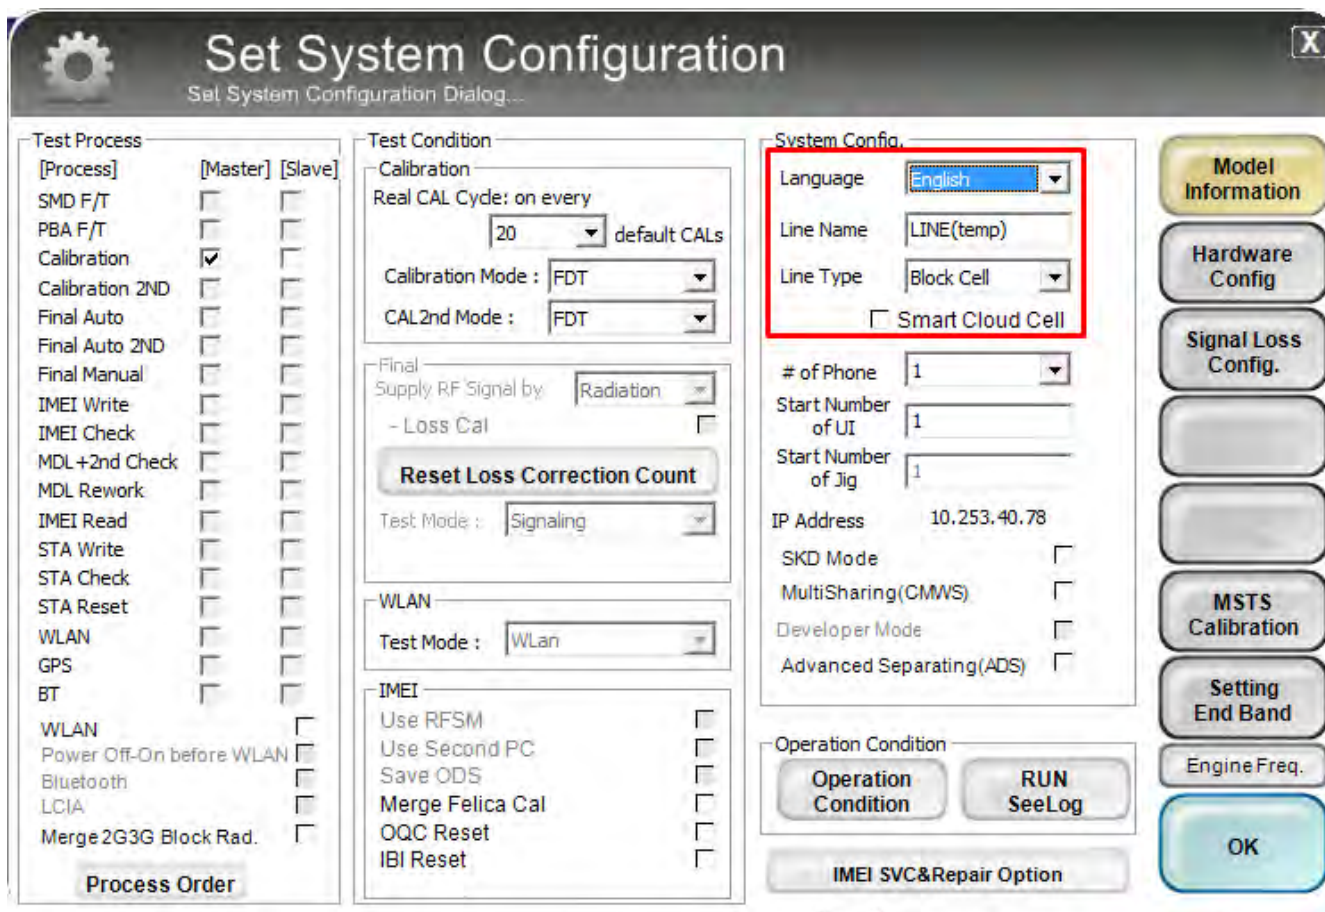 Set System Configuration
Set System Configuration Dialog...
X
Test Process
[Process] [Master] [Slave]
SMD F/T
PBA F/T
Calibration
Calibration 2ND
Final Auto
Final Auto 2ND
Final Manual
IMEI Write
IMEI Check
MDL+2nd Check
MDL Rework
IMEI Read
STA Write
STA Check
STA Reset
WLAN
GPS
BT
WLAN
Power Off-On before WLAN
Bluetooth
LCIA
Merge 2G3G Block Rad.
Process Order
Test Condition
Calibration
Real CAL Cycle: on every
20 default CALs
Calibration Mode : FDT
CAL2nd Mode : FDT
Final
Supply RF Signal by Radiation
- Loss Cal
Reset Loss Correction Count
Test Mode : Signaling
WLAN
Test Mode : WLan
IMEI
Use RFSM
Use Second PC
Save ODS
Merge Felica Cal
OQC Reset
IBI Reset
System Config.
Language English
Line Name LINE(temp)
Line Type Block Cell
Smart Cloud Cell
# of Phone 1
Start Number
of UI 1
Start Number
of Jig 1
IP Address 10.253.40.78
SKD Mode
MultiSharing(CMWS)
Developer Mode
Advanced Separating(ADS)
Operation Condition
Operation
Condition
RUN
SeeLog
IMEI SVC&Repair Option
Model
Information
Hardware
Config
Signal Loss
Config.
MSTS
Calibration
Setting
End Band
Engine Freq.
OK